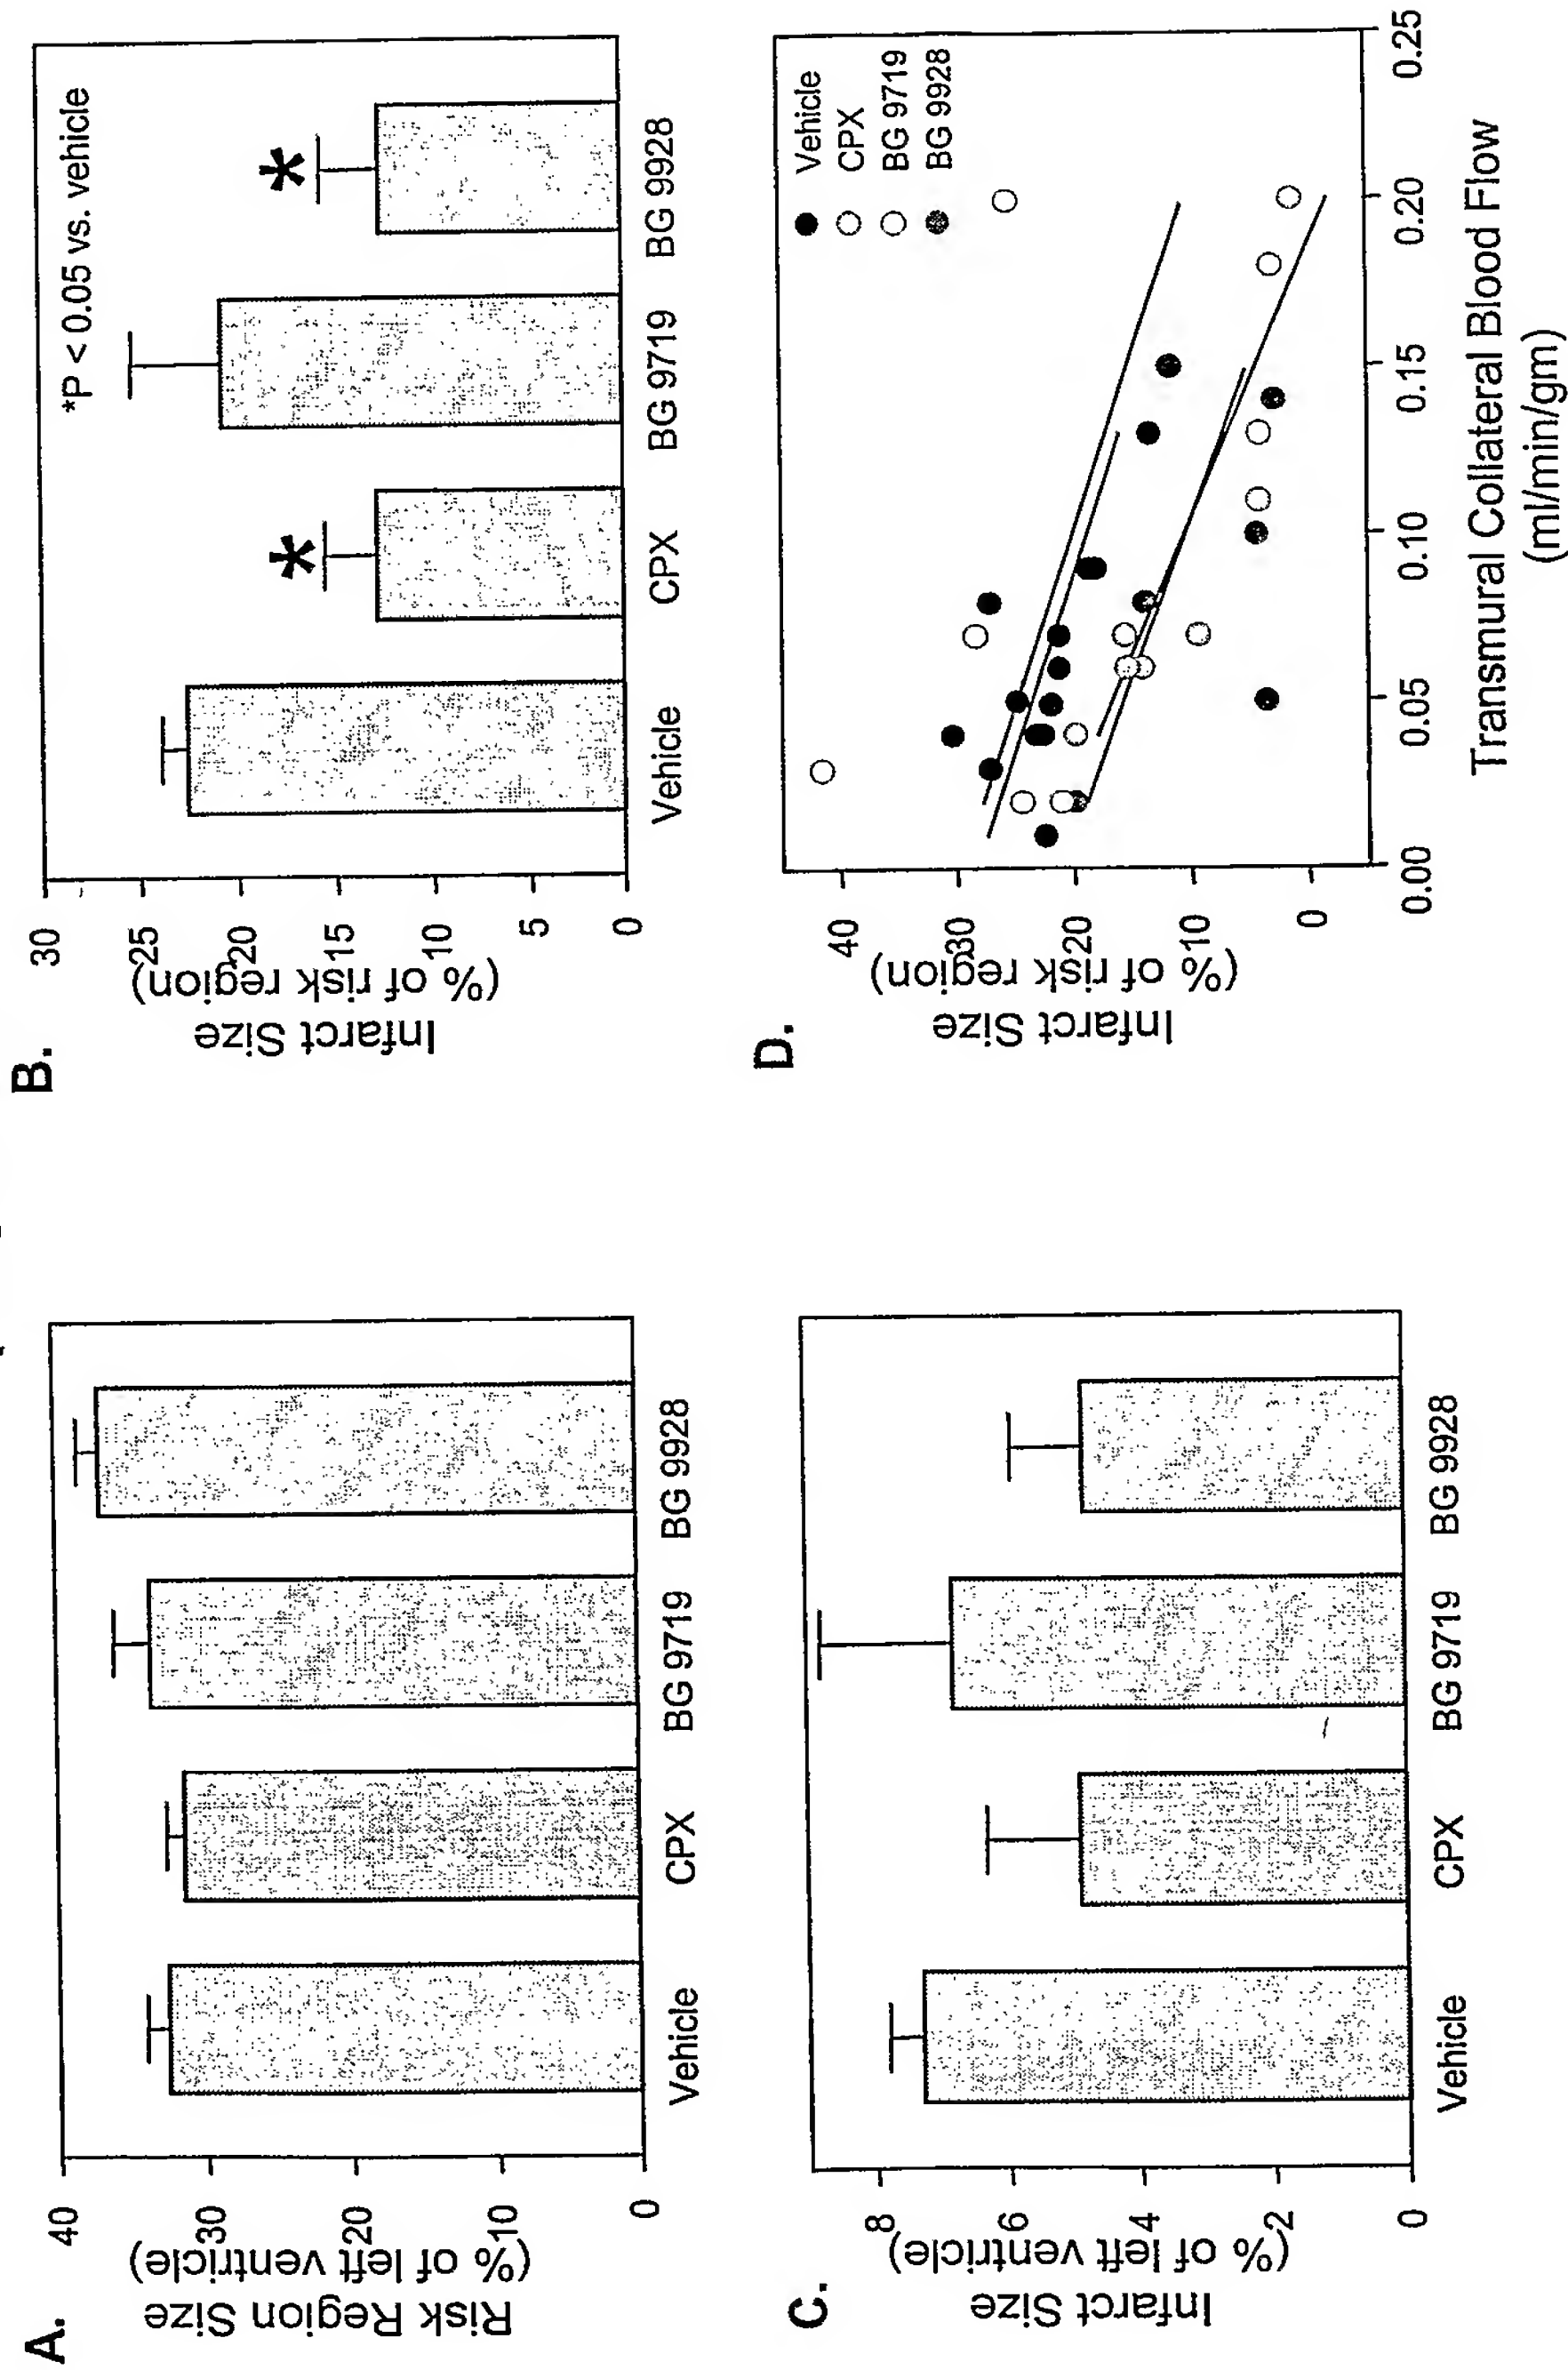 A.
Risk Region Size
(% of left ventricle)
40
30
20
10
0
Vehicle
CPX
BG 9719
BG 9928
B.
Infarct Size
(% of risk region)
30
25
20
15
10
5
0
*P < 0.05 vs. vehicle
*
*
Vehicle
CPX
BG 9719
BG 9928
C.
Infarct Size
(% of left ventricle)
8
6
4
2
0
Vehicle
CPX
BG 9719
BG 9928
D.
Infarct Size
(% of risk region)
40
30
20
10
0
Vehicle
CPX
BG 9719
BG 9928
0.00
0.05
0.10
0.15
0.20
0.25
Transmural Collateral Blood Flow
(ml/min/gm)